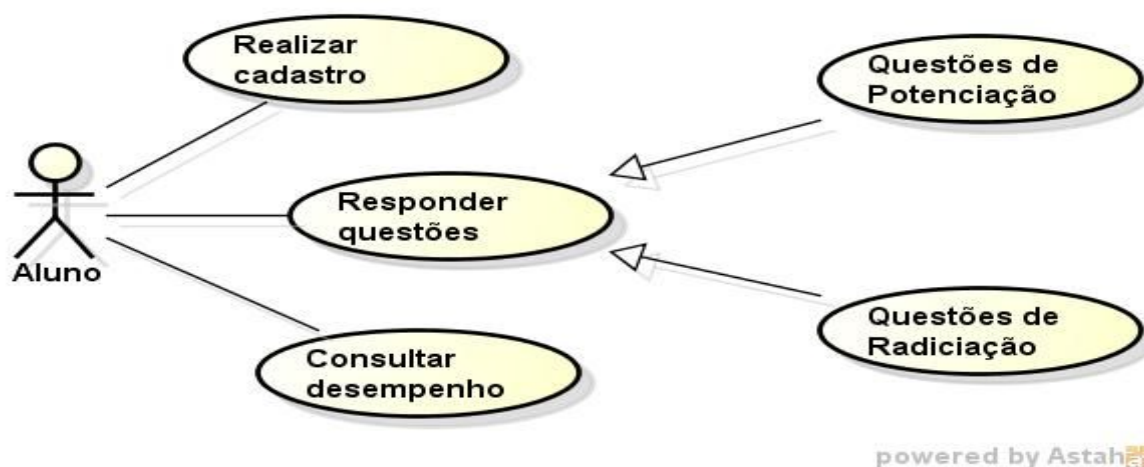 Realizar
cadastro
Questões de
Potenciação
Responder
questões
Aluno
Questões de
Radiciação
Consultar
desempenho
powered by Astah